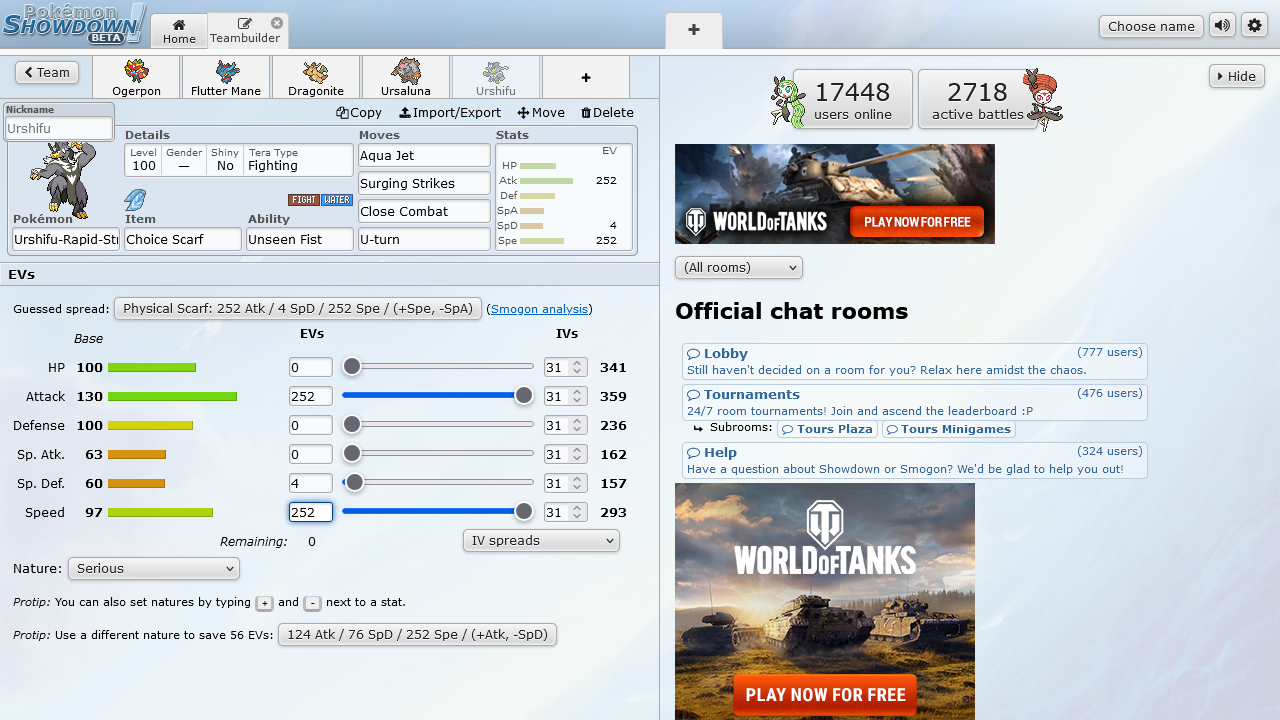 Pokémon
SHOWDOWN!
BETA
Home
Teambuilder
+
Choose name
Team
Ogerpon
Flutter Mane
Dragonite
Ursaluna
Urshifu
+
Nickname
Urshifu
Copy
Import/Export
Move
Delete
Details
Level
100
Gender
—
Shiny
No
Tera Type
Fighting
FIGHT
WATER
Pokémon
Urshifu-Rapid-St
Item
Choice Scarf
Ability
Unseen Fist
Moves
Aqua Jet
Surging Strikes
Close Combat
U-turn
Stats
EV
HP
Atk 252
Def
SpA
SpD 4
Spe 252
EVs
Guessed spread: Physical Scarf: 252 Atk / 4 SpD / 252 Spe / (+Spe, -SpA) (Smogon analysis)
Base EVs IVs
HP 100 0 31 341
Attack 130 252 31 359
Defense 100 0 31 236
Sp. Atk. 63 0 31 162
Sp. Def. 60 4 31 157
Speed 97 252 31 293
Remaining: 0
IV spreads
Nature: Serious
Protip: You can also set natures by typing + and - next to a stat.
Protip: Use a different nature to save 56 EVs: 124 Atk / 76 SpD / 252 Spe / (+Atk, -SpD)
17448
users online
2718
active battles
Hide
WORLD OF TANKS
PLAY NOW FOR FREE
(All rooms)
Official chat rooms
Lobby (777 users)
Still haven't decided on a room for you? Relax here amidst the chaos.
Tournaments (476 users)
24/7 room tournaments! Join and ascend the leaderboard :P
Subrooms: Tours Plaza Tours Minigames
Help (324 users)
Have a question about Showdown or Smogon? We'd be glad to help you out!
WORLD OF TANKS
PLAY NOW FOR FREE